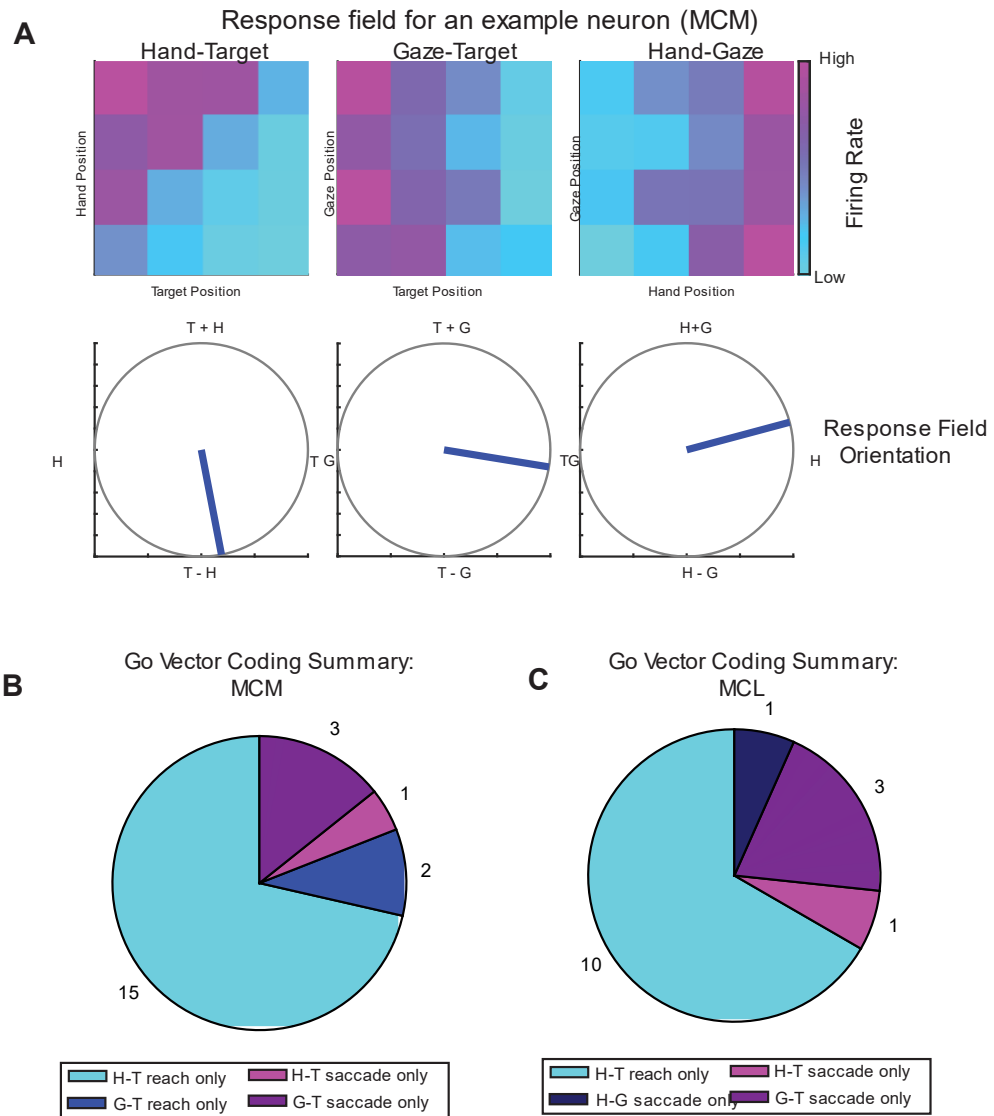 A
Response field for an example neuron (MCM)
Hand-Target
Gaze-Target
Hand-Gaze
High
Hand Position
Gaze Position
Gaze Position
Firing Rate
Low
Target Position
Target Position
Hand Position
T + H
T + G
H+G
H
T G
TG
H
Response Field
Orientation
T - H
T - G
H - G
B
Go Vector Coding Summary:
MCM
3
1
2
15
H-T reach only
H-T saccade only
G-T reach only
G-T saccade only
C
Go Vector Coding Summary:
MCL
1
3
1
10
H-T reach only
H-T saccade only
H-G saccade only
G-T saccade only